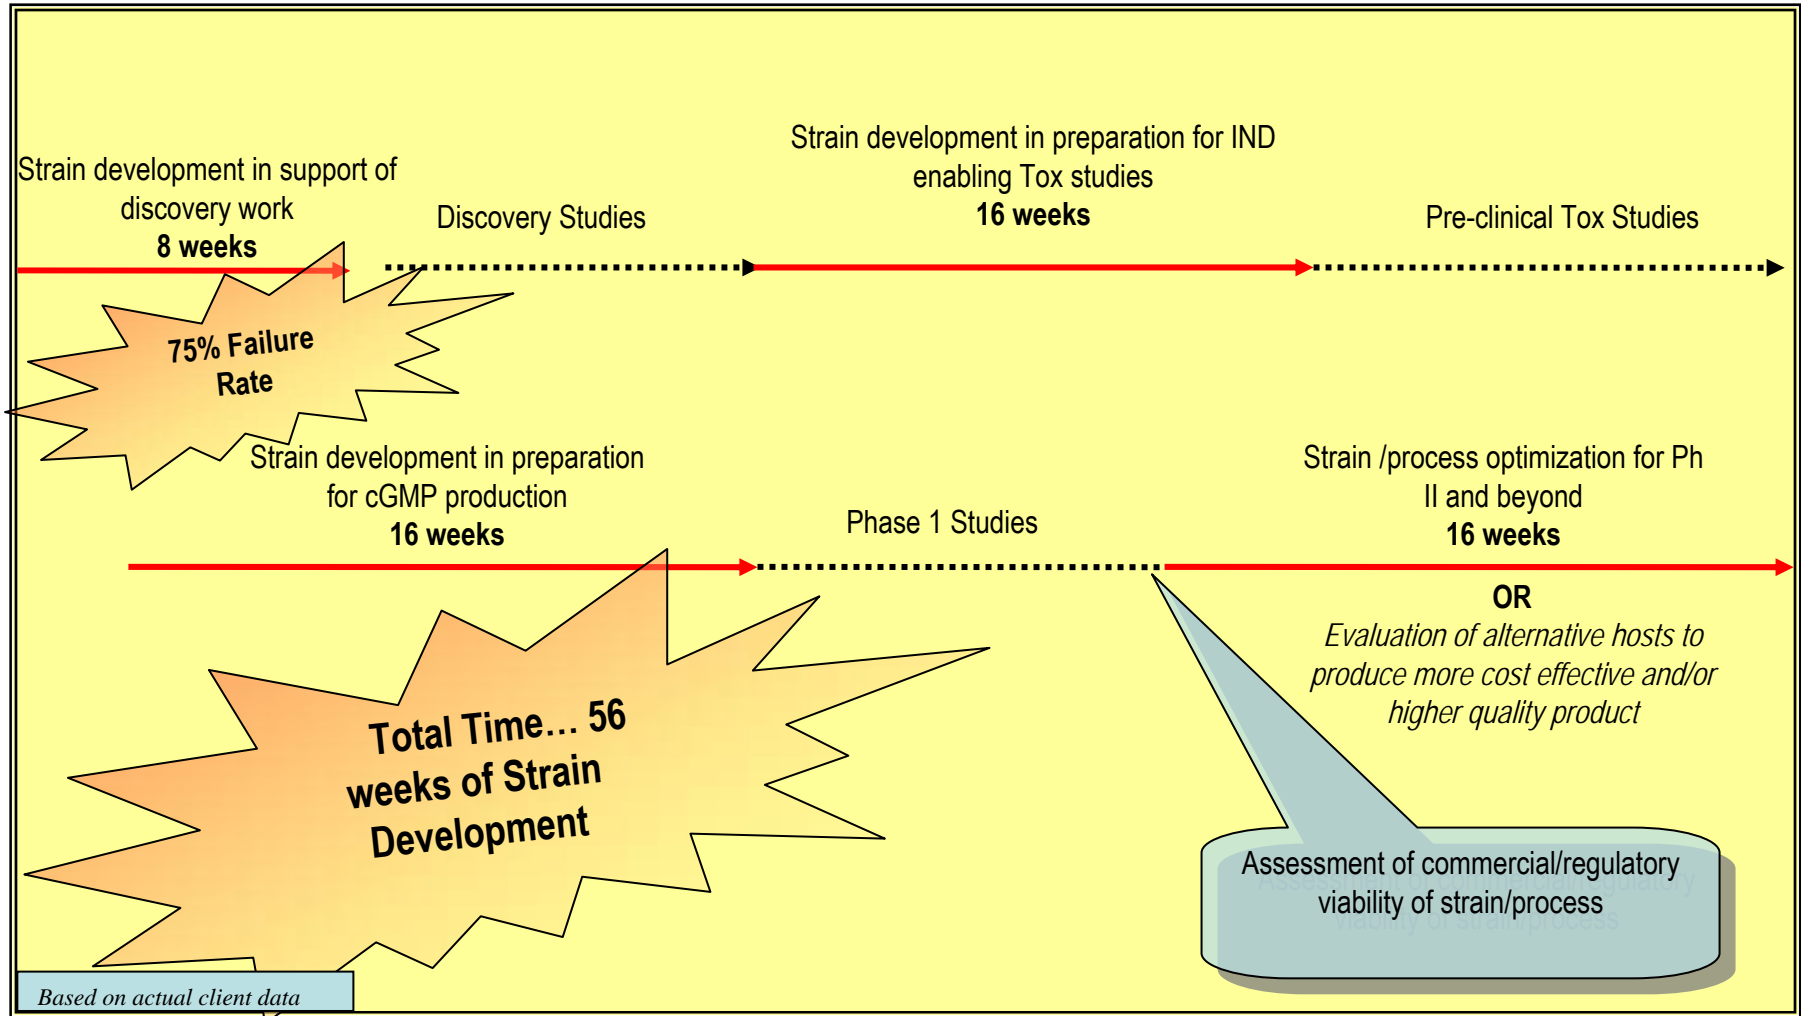 Strain development in support of
discovery work
8 weeks
Discovery Studies
Strain development in preparation for IND
enabling Tox studies
16 weeks
Pre-clinical Tox Studies
75% Failure
Rate
Strain development in preparation
for cGMP production
16 weeks
Phase 1 Studies
Strain /process optimization for Ph
II and beyond
16 weeks
OR
Evaluation of alternative hosts to
produce more cost effective and/or
higher quality product
Total Time… 56
weeks of Strain
Development
Assessment of commercial/regulatory
viability of strain/process
Based on actual client data